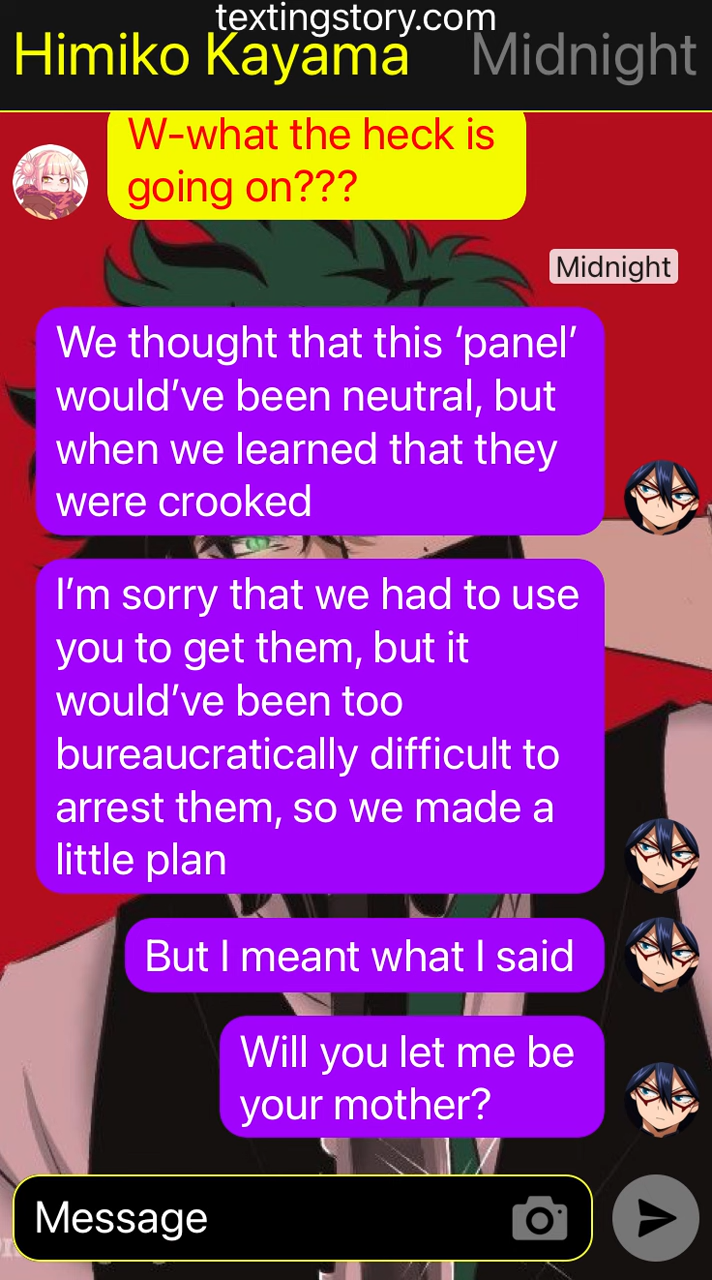 textingstory.com
Himiko Kayama Midnight
W-what the heck is
going on???
Midnight
We thought that this ‘panel’
would’ve been neutral, but
when we learned that they
were crooked
I’m sorry that we had to use
you to get them, but it
would’ve been too
bureaucratically difficult to
arrest them, so we made a
little plan
But I meant what I said
Will you let me be
your mother?
Message